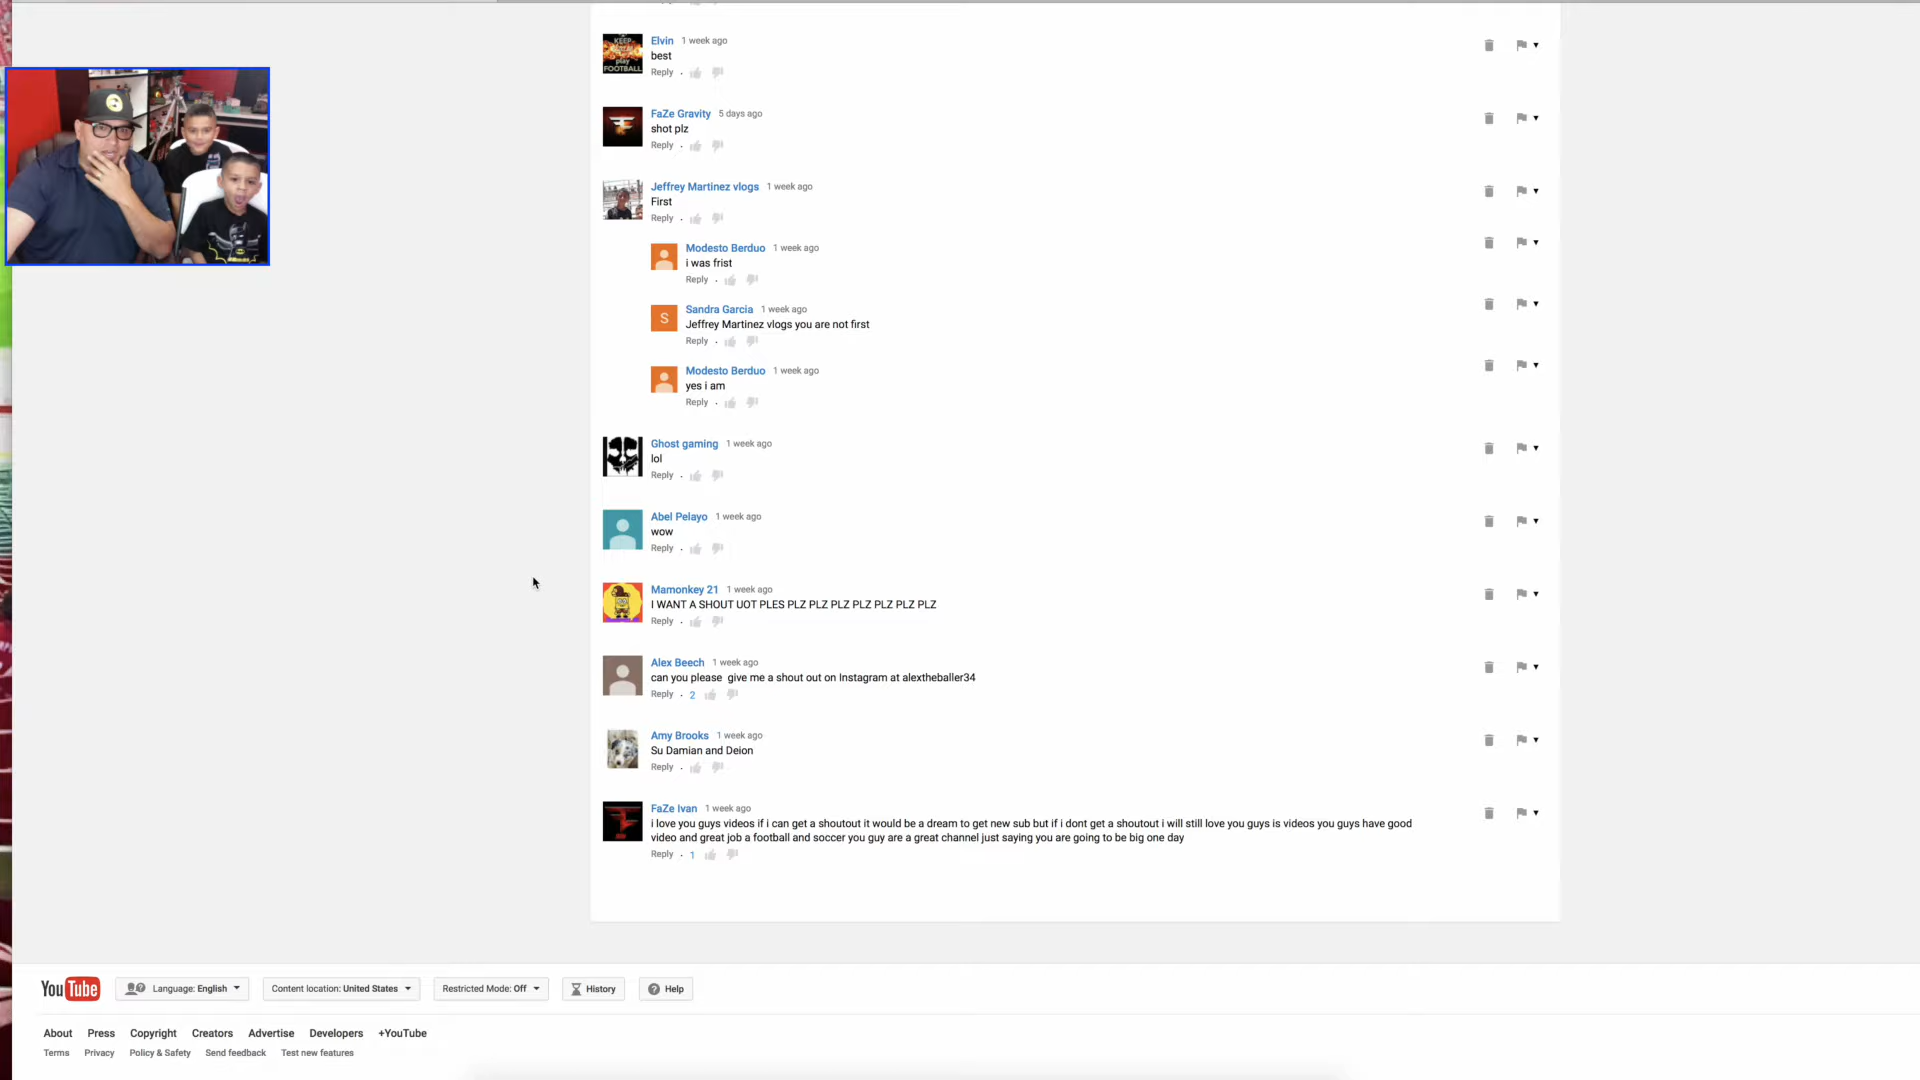 Elvin 1 week ago
best
Reply
KEEP
play
FOOTBALL
FaZe Gravity 5 days ago
shot plz
Reply
Jeffrey Martinez vlogs 1 week ago
First
Reply
Modesto Berduo 1 week ago
i was frist
Reply
S
Sandra Garcia 1 week ago
Jeffrey Martinez vlogs you are not first
Reply
Modesto Berduo 1 week ago
yes i am
Reply
Ghost gaming 1 week ago
lol
Reply
Abel Pelayo 1 week ago
wow
Reply
Mamonkey 21 1 week ago
I WANT A SHOUT UOT PLES PLZ PLZ PLZ PLZ PLZ PLZ PLZ
Reply
Alex Beech 1 week ago
can you please give me a shout out on Instagram at alextheballer34
Reply 2
Amy Brooks 1 week ago
Su Damian and Deion
Reply
FaZe Ivan 1 week ago
i love you guys videos if i can get a shoutout it would be a dream to get new sub but if i dont get a shoutout i will still love you guys is videos you guys have good
video and great job a football and soccer you guy are a great channel just saying you are going to be big one day
Reply 1
YouTube Language: English Content location: United States Restricted Mode: Off History Help
About Press Copyright Creators Advertise Developers +YouTube
Terms Privacy Policy & Safety Send feedback Test new features